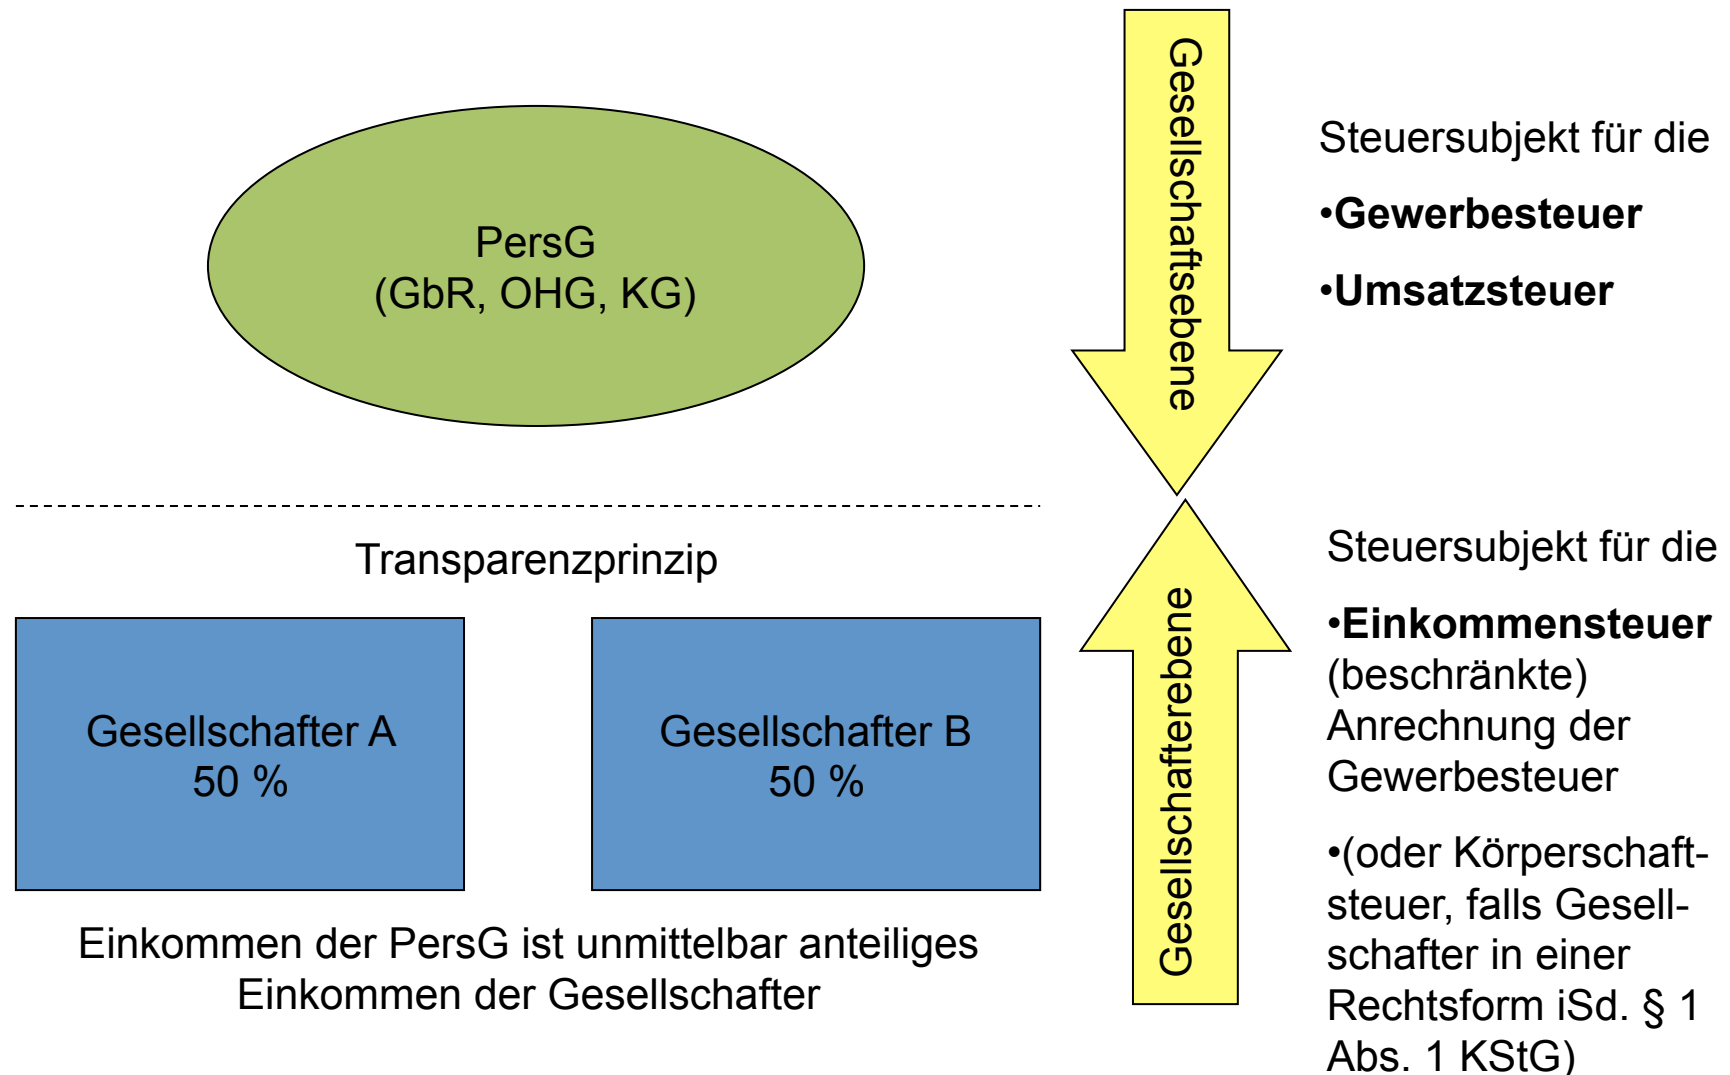 PersG
(GbR, OHG, KG)
Gesellschaftsebene
Steuersubjekt für die
•Gewerbesteuer
•Umsatzsteuer
Transparenzprinzip
Gesellschafter A
50 %
Gesellschafter B
50 %
Einkommen der PersG ist unmittelbar anteiliges
Einkommen der Gesellschafter
Gesellschafterebene
Steuersubjekt für die
•Einkommensteuer
(beschränkte)
Anrechnung der
Gewerbesteuer
•(oder Körperschaft-
steuer, falls Gesell-
schafter in einer
Rechtsform iSd. § 1
Abs. 1 KStG)